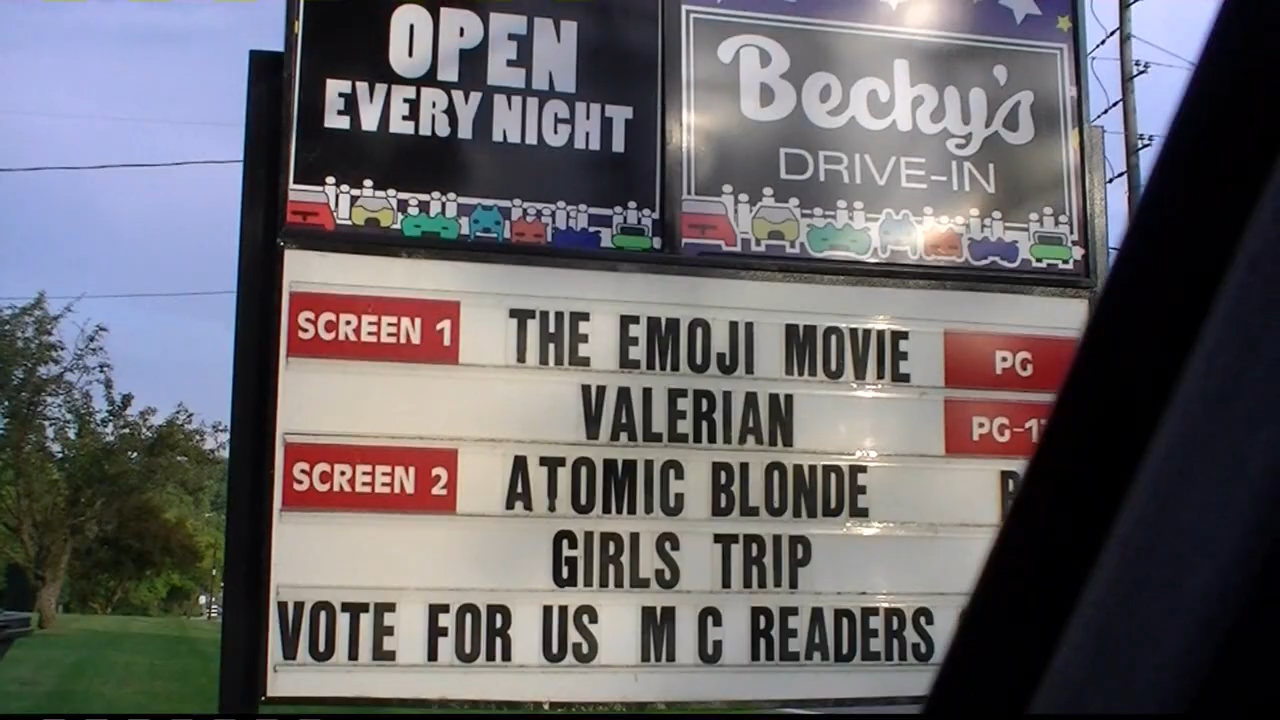 OPEN
EVERY NIGHT
Becky's
DRIVE-IN
SCREEN 1 THE EMOJI MOVIE PG
VALERIAN
SCREEN 2 ATOMIC BLONDE
GIRLS TRIP
VOTE FOR US M C READERS